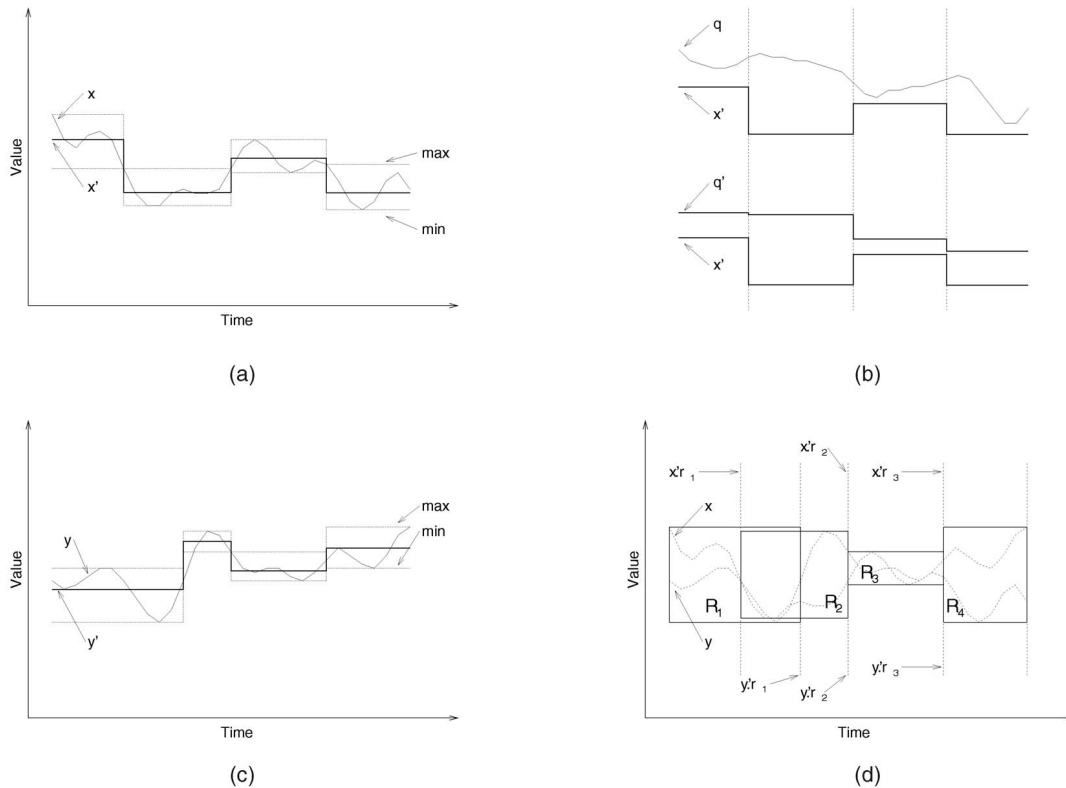 x
x'
max
min
Value
Time
(a)
q
x'
q'
x'
(b)
y
y'
max
min
Value
Time
(c)
x'.r 1
x'.r 2
x'.r 3
x
y
R1
R2
R3
R4
y'.r 1
y'.r 2
y'.r 3
Value
Time
(d)